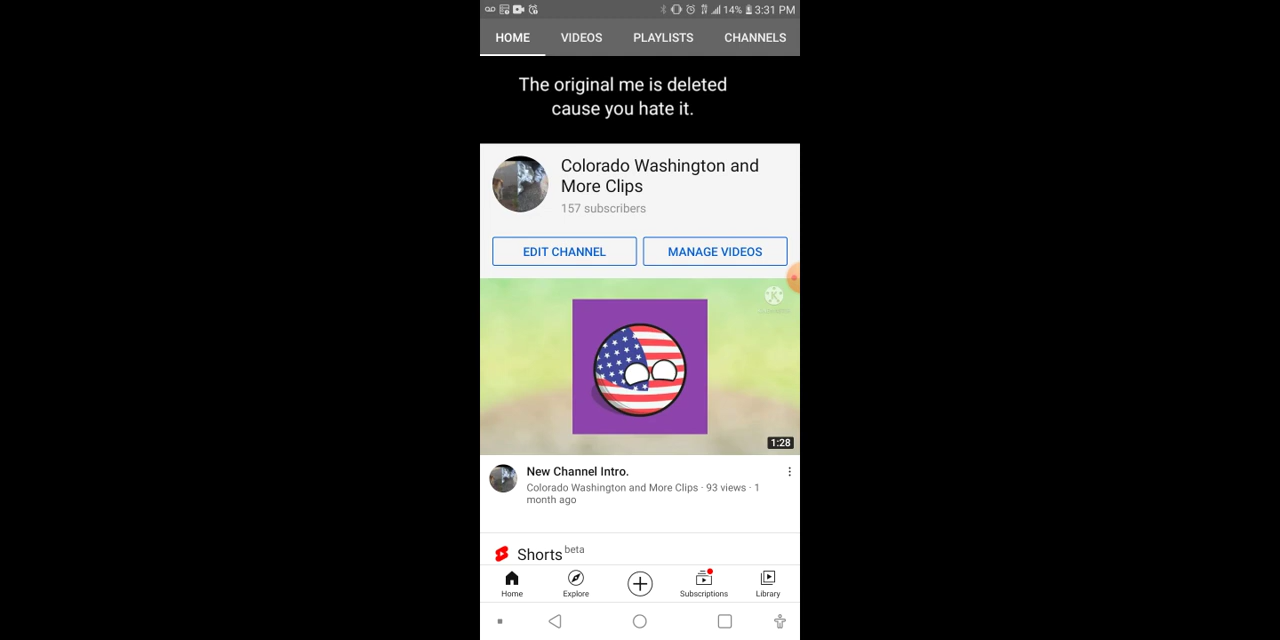 14% 3:31 PM
HOME VIDEOS PLAYLISTS CHANNELS
The original me is deleted
cause you hate it.
Colorado Washington and
More Clips
157 subscribers
EDIT CHANNEL MANAGE VIDEOS
1:28
New Channel Intro.
Colorado Washington and More Clips · 93 views · 1
month ago
Shorts beta
Home Explore Subscriptions Library